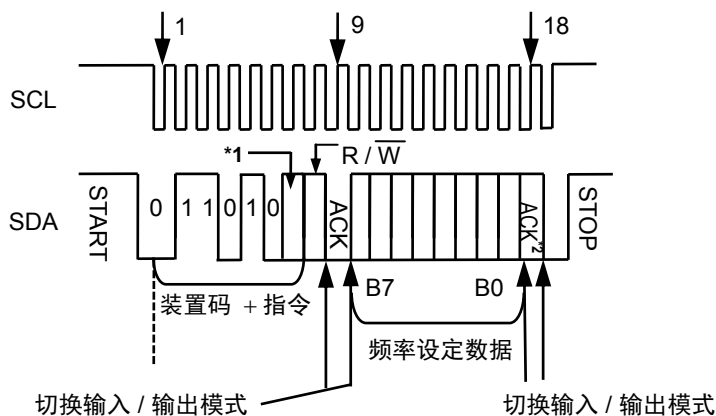 1 9 18
SCL
*1 R / W
SDA START 0 1 1 0 1 0 ACK ACK*2 STOP
B7 B0
装置码 + 指令
频率设定数据
切换输入 / 输出模式 切换输入 / 输出模式